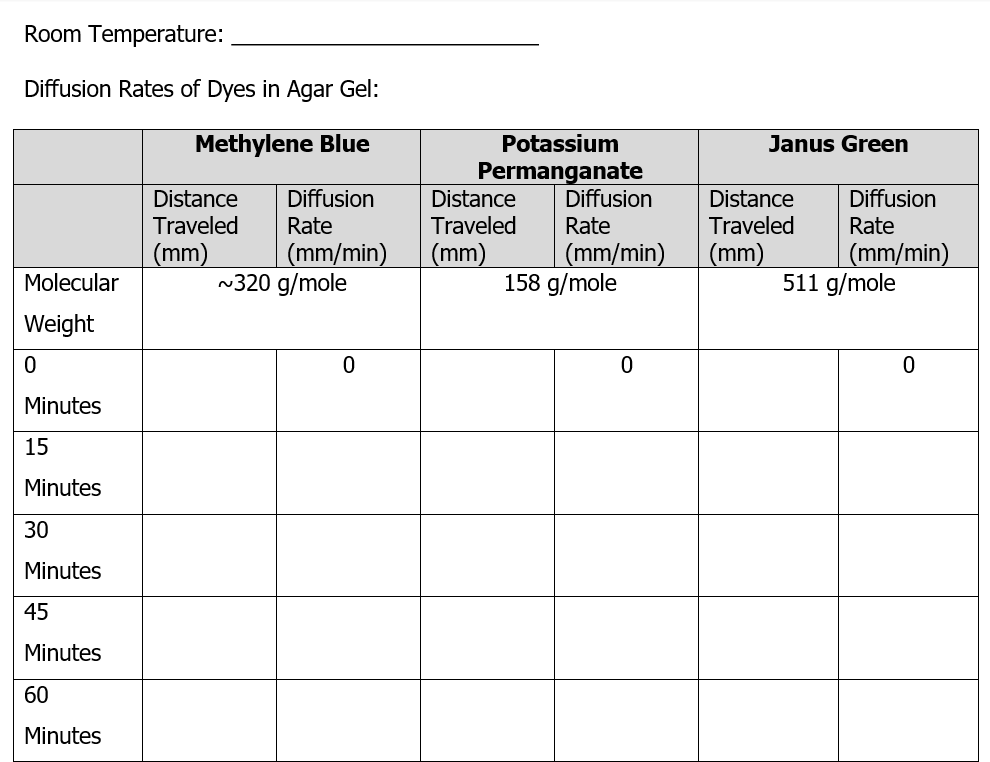 Room Temperature: ____________________________
Diffusion Rates of Dyes in Agar Gel:
Methylene Blue
Potassium
Permanganate
Janus Green
Distance
Traveled
(mm)
Diffusion
Rate
(mm/min)
Distance
Traveled
(mm)
Diffusion
Rate
(mm/min)
Distance
Traveled
(mm)
Diffusion
Rate
(mm/min)
Molecular
Weight
~320 g/mole
158 g/mole
511 g/mole
0
Minutes
0
0
0
15
Minutes
30
Minutes
45
Minutes
60
Minutes